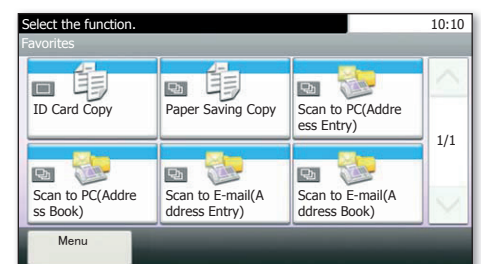 Select the function.
10:10
Favorites
ID Card Copy
Paper Saving Copy
Scan to PC(Addre
ess Entry)
1/1
Scan to PC(Addre
ss Book)
Scan to E-mail(A
ddress Entry)
Scan to E-mail(A
ddress Book)
Menu